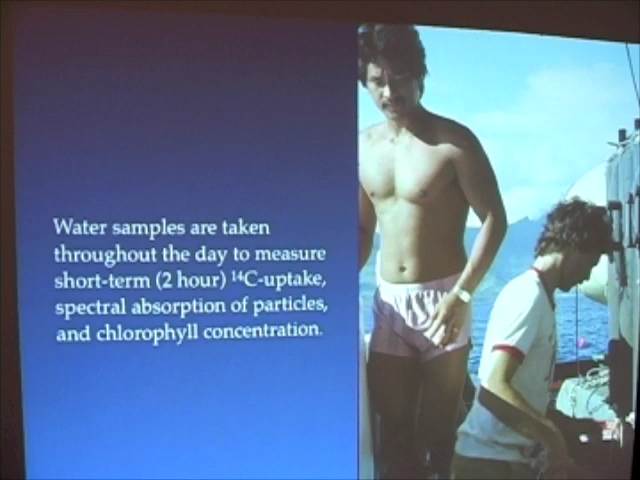 Water samples are taken
throughout the day to measure
short-term (2 hour) ¹⁴C-uptake,
spectral absorption of particles,
and chlorophyll concentration.